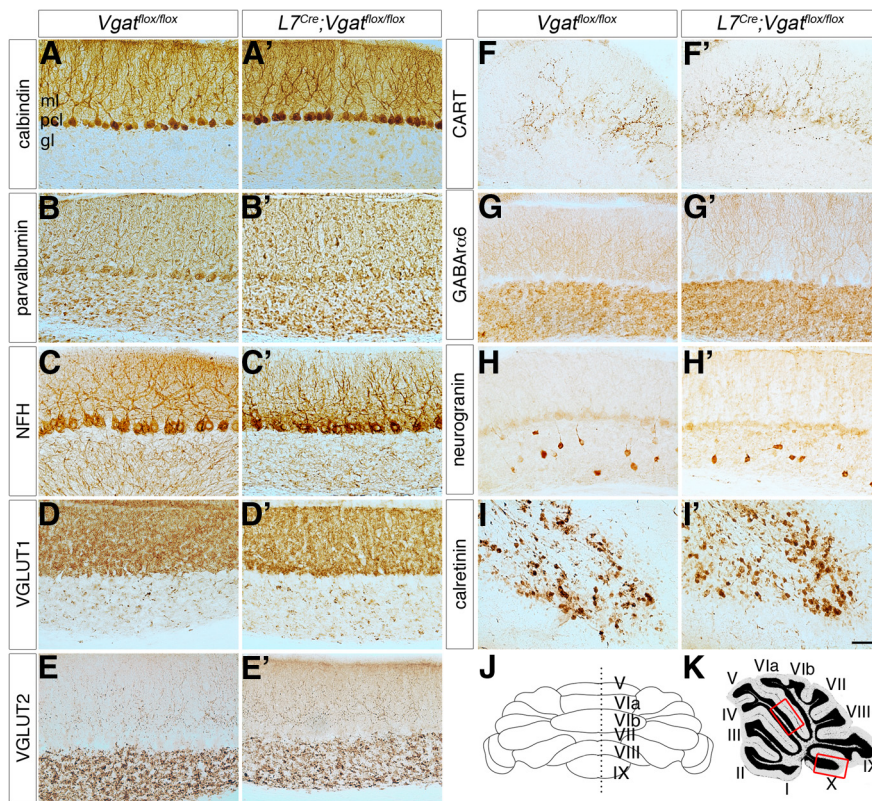 Vgat^flox/flox L7^Cre;Vgat^flox/flox Vgat^flox/flox L7^Cre;Vgat^flox/flox
A A' F F'
calbindin
ml
pcl
gl
CART
B B' G G'
parvalbumin
GABArα6
C C' H H'
NFH
neurogranin
D D' I I'
VGLUT1
calretinin
E E' J K
VGLUT2
V
VIa
VIb
VII
VIII
IX
VIa VIb
V VII
IV VIII
III
II I X IX